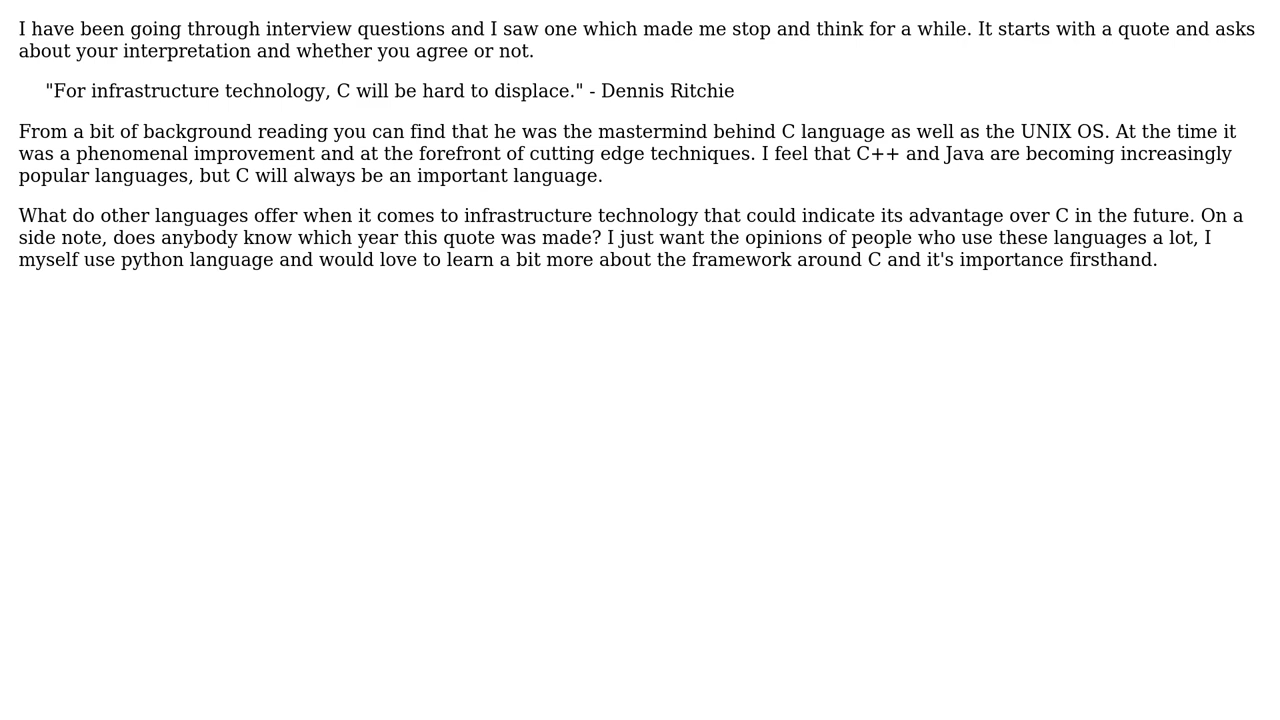 I have been going through interview questions and I saw one which made me stop and think for a while. It starts with a quote and asks
about your interpretation and whether you agree or not.
"For infrastructure technology, C will be hard to displace." - Dennis Ritchie
From a bit of background reading you can find that he was the mastermind behind C language as well as the UNIX OS. At the time it
was a phenomenal improvement and at the forefront of cutting edge techniques. I feel that C++ and Java are becoming increasingly
popular languages, but C will always be an important language.
What do other languages offer when it comes to infrastructure technology that could indicate its advantage over C in the future. On a
side note, does anybody know which year this quote was made? I just want the opinions of people who use these languages a lot, I
myself use python language and would love to learn a bit more about the framework around C and it's importance firsthand.